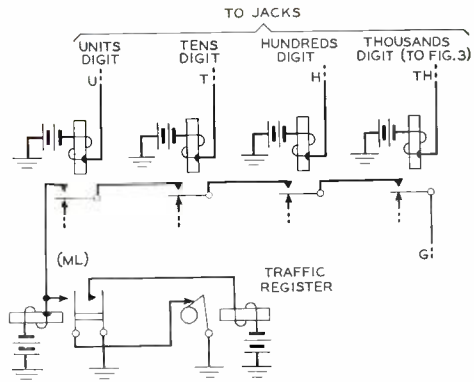 TO JACKS
UNITS DIGIT
TENS DIGIT
HUNDREDS DIGIT
THOUSANDS DIGIT (TO FIG. 3)
U
T
H
TH
G
(ML)
TRAFFIC REGISTER